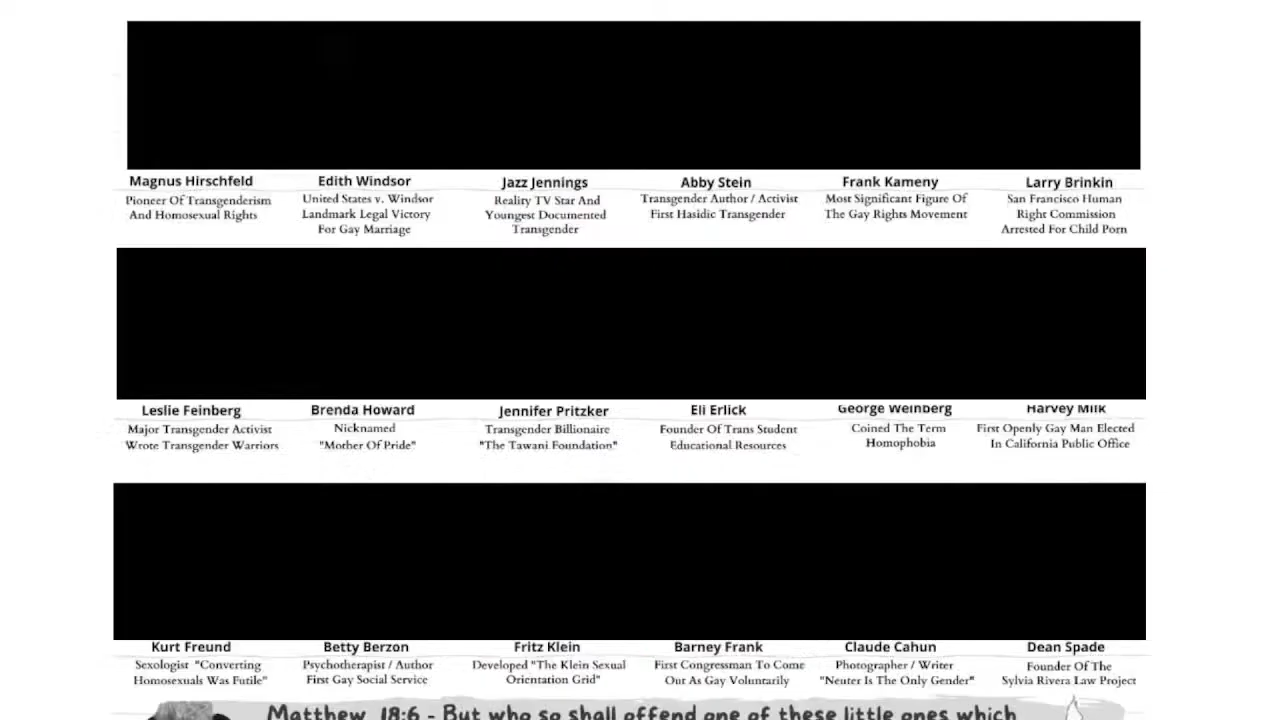 Magnus Hirschfeld
Pioneer Of Transgenderism
And Homosexual Rights
Edith Windsor
United States v. Windsor
Landmark Legal Victory
For Gay Marriage
Jazz Jennings
Reality TV Star And
Youngest Documented
Transgender
Abby Stein
Transgender Author / Activist
First Hasidic Transgender
Frank Kameny
Most Significant Figure Of
The Gay Rights Movement
Larry Brinkin
San Francisco Human
Right Commission
Arrested For Child Porn
Leslie Feinberg
Major Transgender Activist
Wrote Transgender Warriors
Brenda Howard
Nicknamed
"Mother Of Pride"
Jennifer Pritzker
Transgender Billionaire
"The Tawani Foundation"
Eli Erlick
Founder Of Trans Student
Educational Resources
George Weinberg
Coined The Term
Homophobia
Harvey Milk
First Openly Gay Man Elected
In California Public Office
Kurt Freund
Sexologist "Converting
Homosexuals Was Futile"
Betty Berzon
Psychotherapist / Author
First Gay Social Service
Fritz Klein
Developed "The Klein Sexual
Orientation Grid"
Barney Frank
First Congressman To Come
Out As Gay Voluntarily
Claude Cahun
Photographer / Writer
"Neuter Is The Only Gender"
Dean Spade
Founder Of The
Sylvia Rivera Law Project
Matthew 18:6 - But who so shall offend one of these little ones which